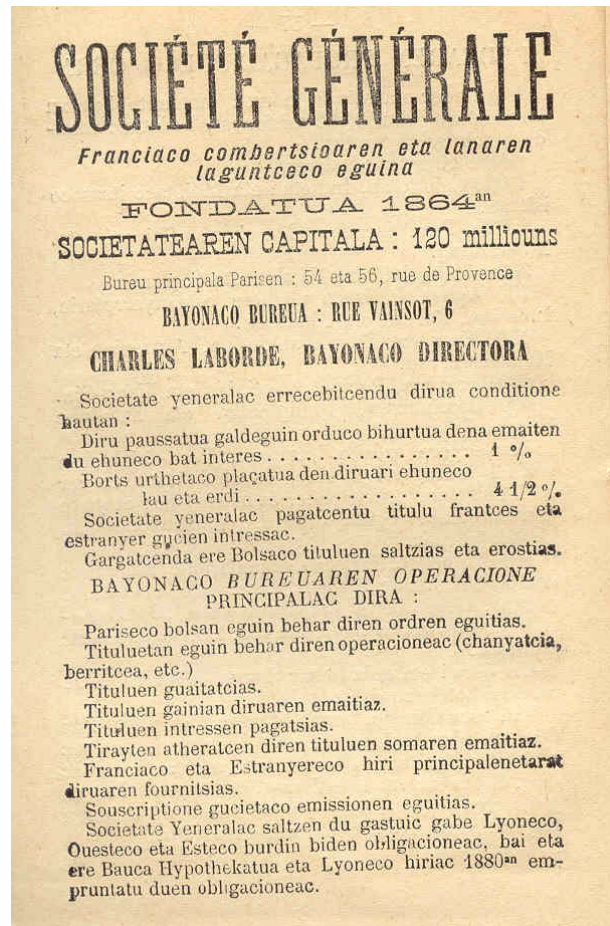 SOCIÉTÉ GÉNÉRALE
Franciaco combertsioaren eta lanaren
laguntceco eguina
FONDATUA 1864an
SOCIETATEAREN CAPITALA : 120 milliouns
Bureu principala Parisen : 54 eta 56, rue de Provence
BAYONACO BUREUA : RUE VAINSOT, 6
CHARLES LABORDE, BAYONACO DIRECTORA
Societate yeneralac errecebitcendu dirua conditione
hautan :
Diru paussatua galdeguin orduco bihurtua dena emaiten
du ehuneco bat interes . . . . . . . . . . . . . . . . 1 %
Borts urthetaco plaçatua den diruari ehuneco
lau eta erdi . . . . . . . . . . . . . . . . . . 4 1/2 %.
Societate yeneralac pagatcentu titulu frantces eta
estranyer gucien intressac.
Gargatcenda ere Bolsaco tituluen saltzias eta erostias.
BAYONACO BUREUAREN OPERACIONE
PRINCIPALAC DIRA :
Pariseco bolsan eguin behar diren ordren eguitias.
Tituluetan eguin behar diren operacioneac (chanyatcia,
berritcea, etc.)
Tituluen guaitatcias.
Tituluen gainian diruaren emaitiaz.
Tituluen intressen pagatsias.
Tirayten atheratcen diren tituluen somaren emaitiaz.
Franciaco eta Estranyereco hiri principalenetarat
diruaren fournitsias.
Souscriptione gucietaco emissionen eguitias.
Societate Yeneralac saltzen du gastuic gabe Lyoneco,
Ouesteco eta Esteco burdin biden obligacioneac, bai eta
ere Bauca Hypothekatua eta Lyoneco hiriac 1880an em-
pruntatu duen obligacioneac.